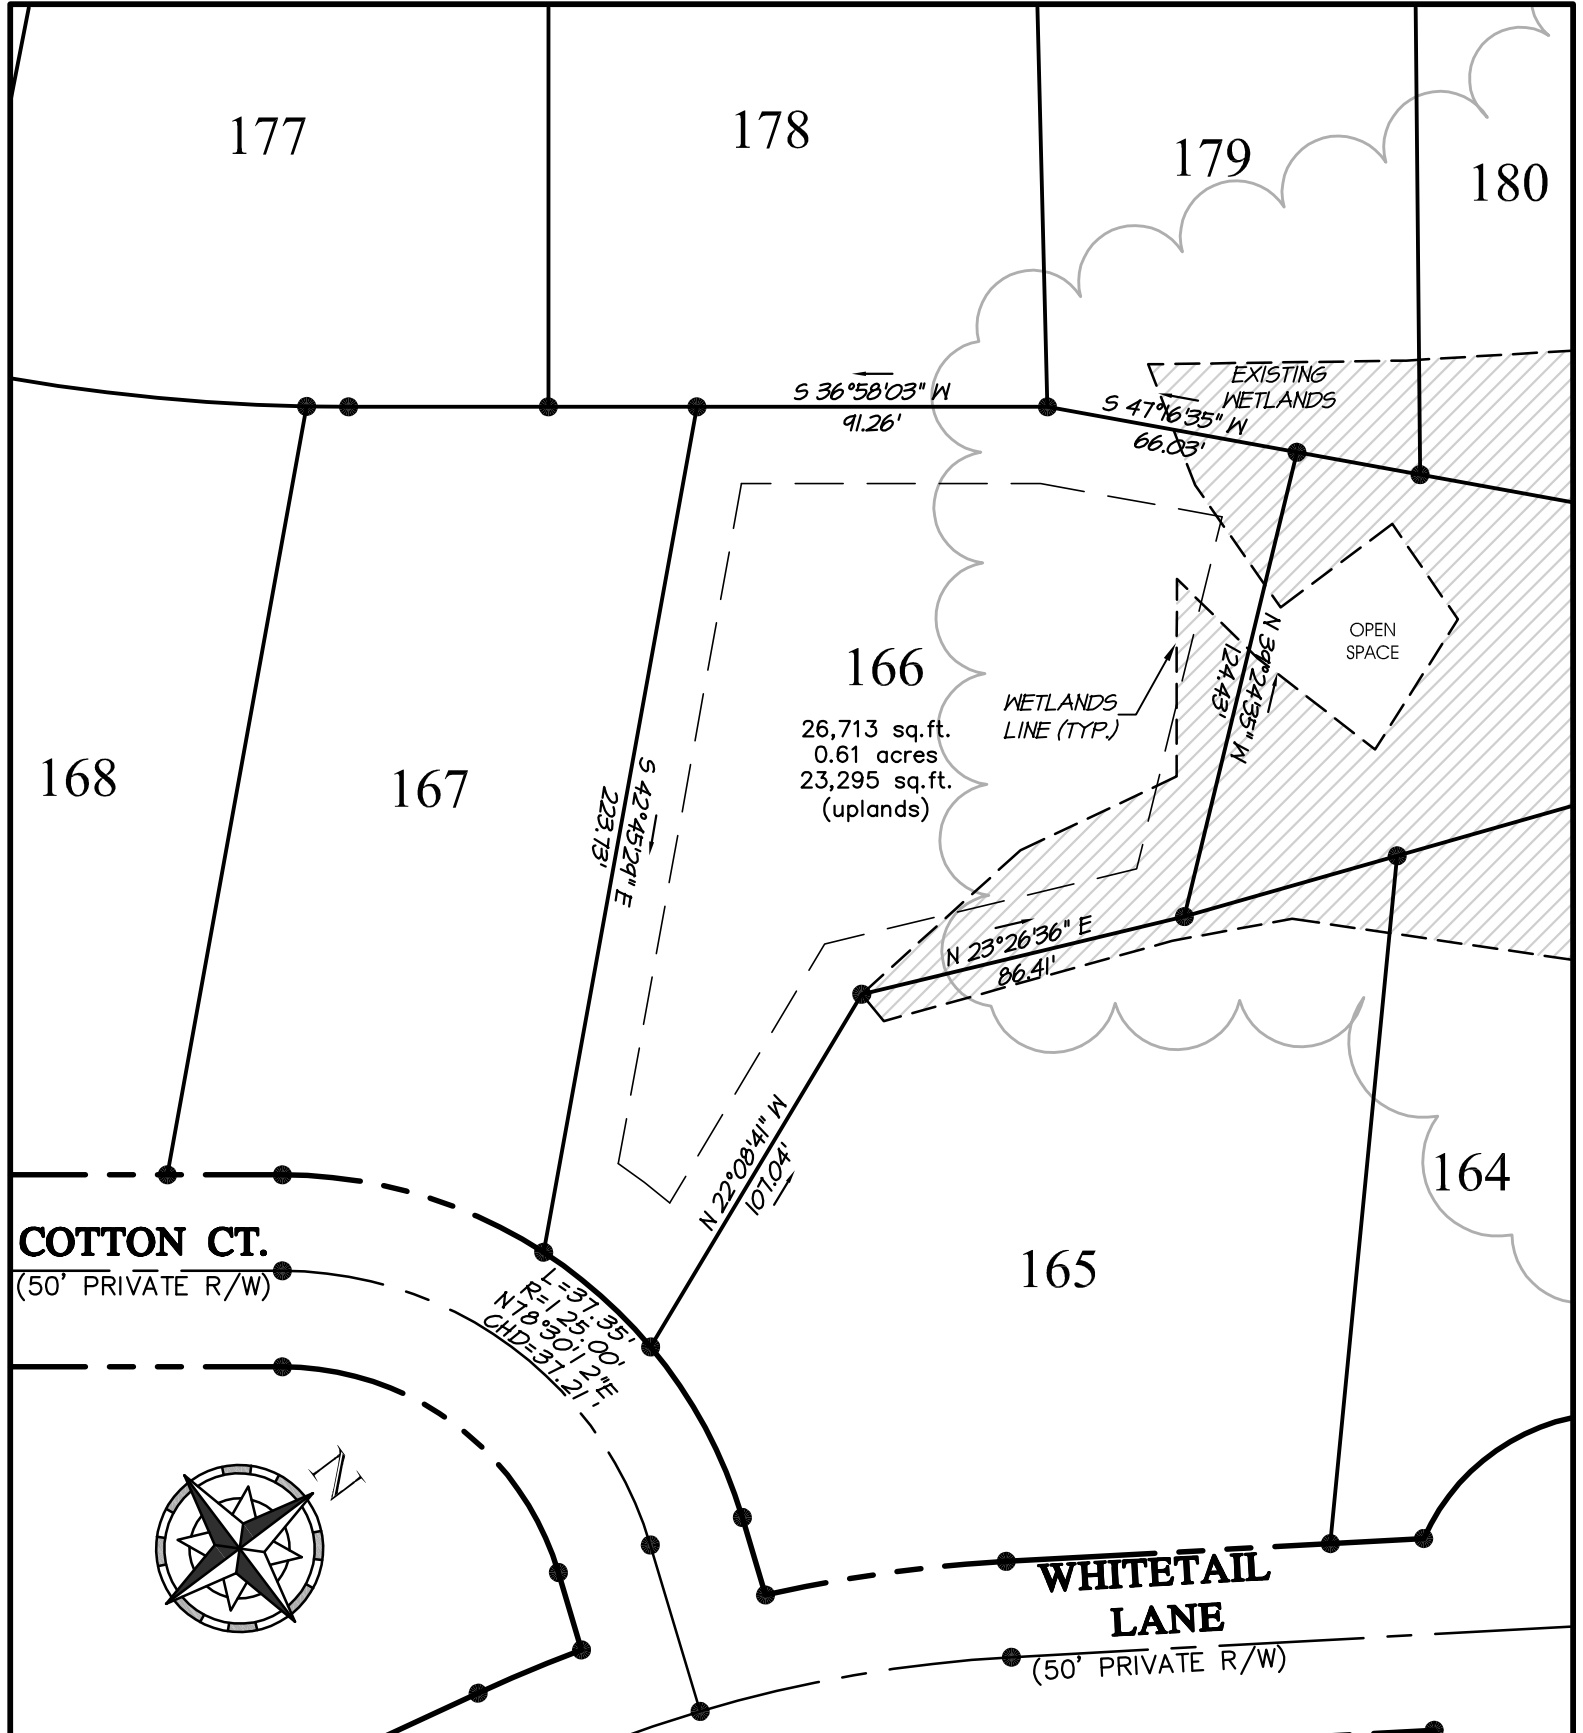 177
178
179
180
EXISTING
WETLANDS
S 36°58'03" W
91.26'
S 47°16'35" W
66.03'
OPEN
SPACE
N 39°24'35" W
124.43'
166
26,713 sq.ft.
0.61 acres
23,295 sq.ft.
(uplands)
WETLANDS
LINE (TYP.)
168
167
S 42°45'29" E
223.73'
N 23°26'36" E
86.41'
N 22°08'41" W
107.04'
164
165
COTTON CT.
(50' PRIVATE R/W)
L=37.35'
R=125.00'
N78°30'12"E
CHD=37.21'
N
WHITETAIL
LANE
(50' PRIVATE R/W)